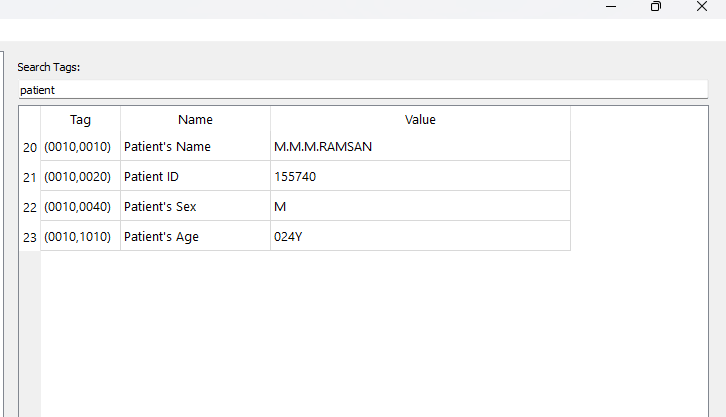 Search Tags:
patient
Tag Name Value
20 (0010,0010) Patient's Name M.M.M.RAMSAN
21 (0010,0020) Patient ID 155740
22 (0010,0040) Patient's Sex M
23 (0010,1010) Patient's Age 024Y